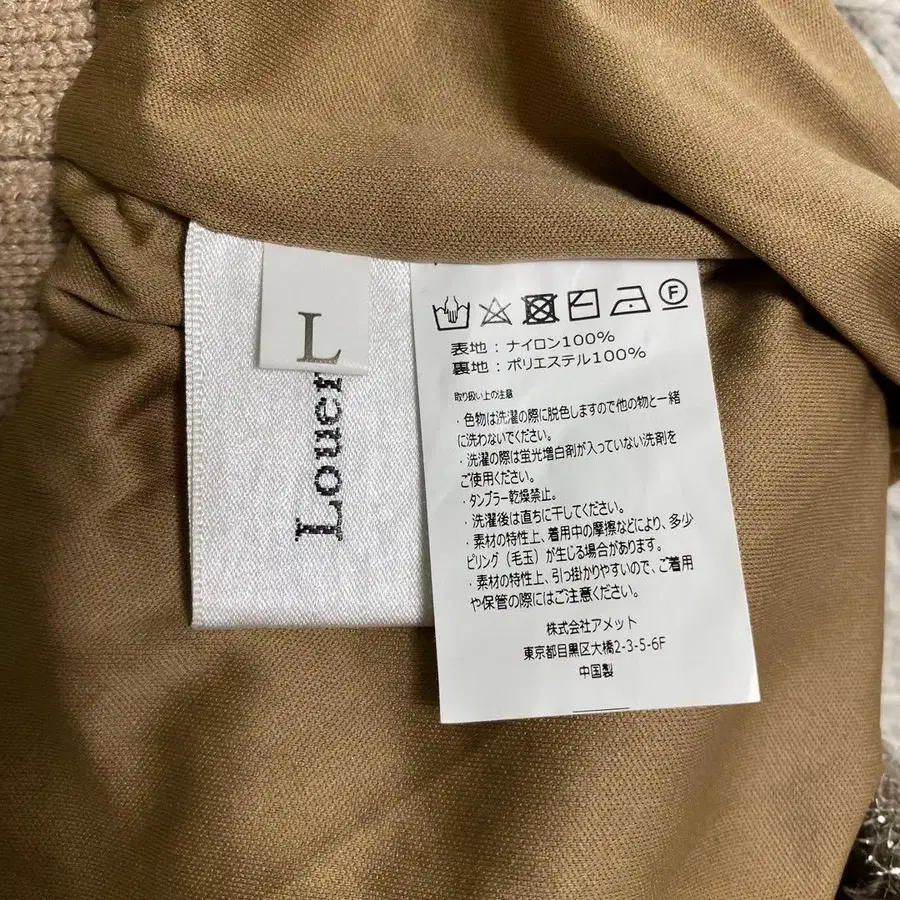 L
Louer
F
表地 : ナイロン100%
裏地 : ポリエステル100%
取り扱い上の注意
・色物は洗濯の際に脱色しますので他の物と一緒
に洗わないでください。
・洗濯の際は蛍光増白剤が入っていない洗剤を
ご使用ください。
・タンブラー乾燥禁止。
・洗濯後は直ちに干してください。
・素材の特性上、着用中の摩擦などにより、多少
ピリング（毛玉）が生じる場合があります。
・素材の特性上、引っ掛かりやすいので、ご着用
や保管の際にはご注意ください。
株式会社アメット
東京都目黒区大橋2-3-5-6F
中国製